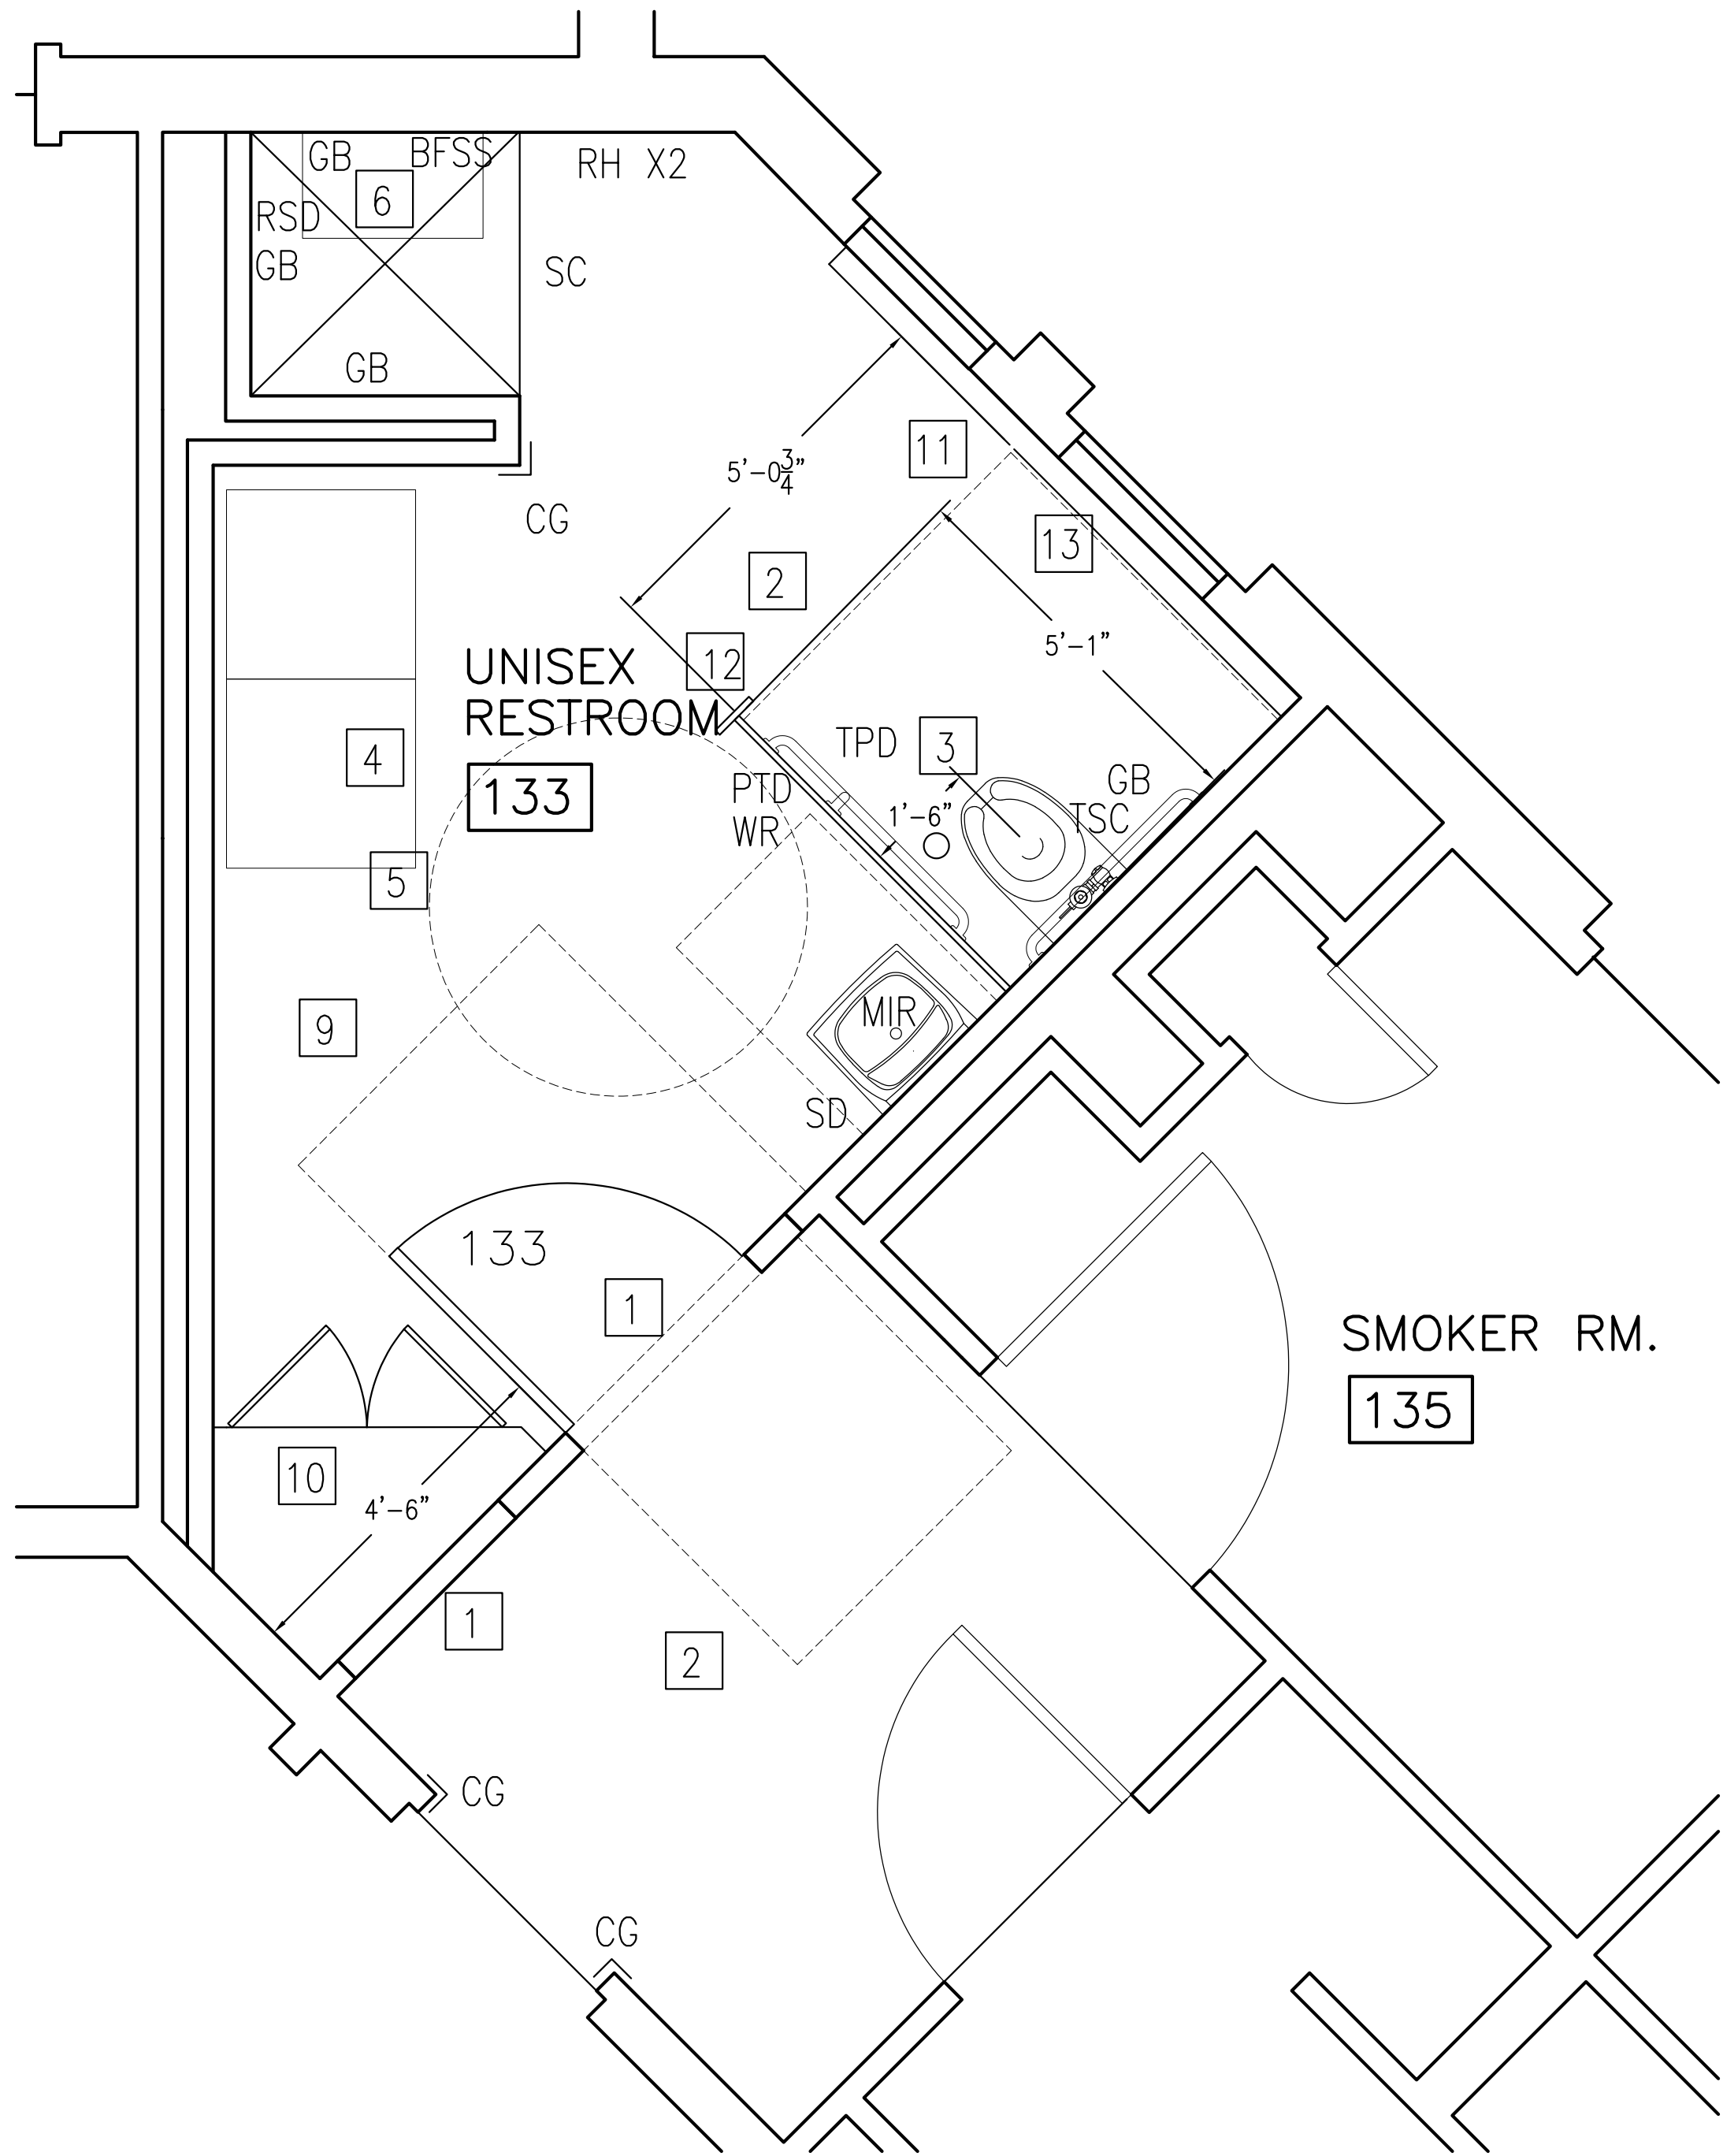 GB BFSS
RH X2
6
RSD
GB
SC
GB
11
5'-0 3/4"
CG
13
2
5'-1"
UNISEX
RESTROOM
12
133
4
TPD
3
GB
TSC
PTD
WR
1'-6"
5
9
MIR
SD
133
1
SMOKER RM.
135
10
4'-6"
1
2
CG
CG